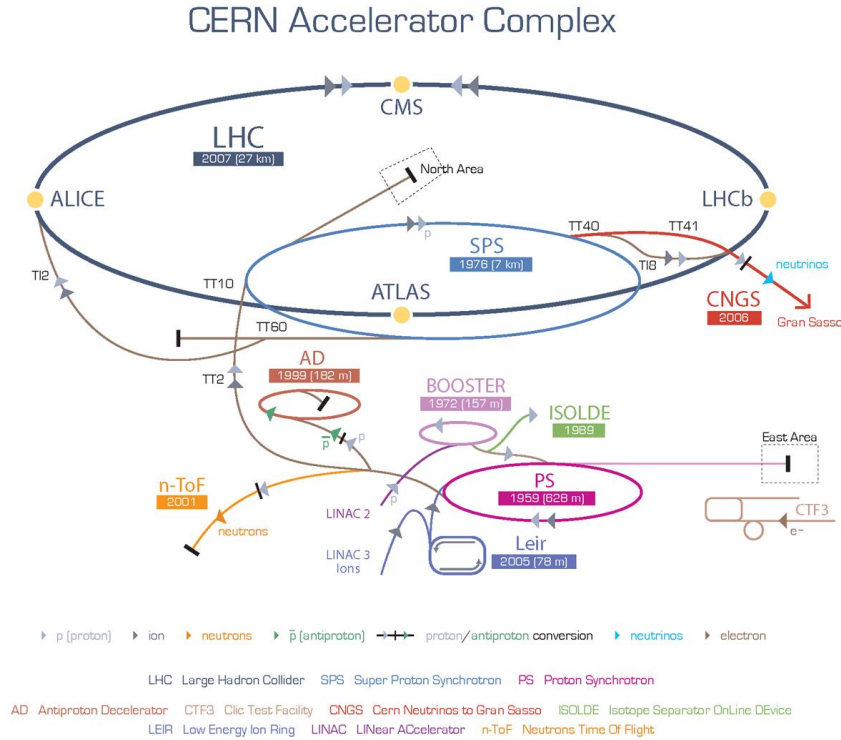 CERN Accelerator Complex
CMS
LHC
2007 (27 km)
North Area
ALICE
LHCb
p
SPS
1976 (7 km)
TT40
TT41
TI8
TI2
TT10
neutrinos
ATLAS
CNGS
2006
Gran Sasso
TT60
AD
1999 (182 m)
TT2
BOOSTER
1972 (157 m)
ISOLDE
1989
p̅
p
East Area
n-ToF
2001
PS
1959 (628 m)
p
LINAC 2
neutrons
CTF3
e-
LINAC 3
Ions
Leir
2005 (78 m)
p (proton) ion neutrons p̅ (antiproton) proton/antiproton conversion neutrinos electron
LHC Large Hadron Collider SPS Super Proton Synchrotron PS Proton Synchrotron
AD Antiproton Decelerator CTF3 Clic Test Facility CNGS Cern Neutrinos to Gran Sasso ISOLDE Isotope Separator OnLine DEvice
LEIR Low Energy Ion Ring LINAC LINear ACcelerator n-ToF Neutrons Time Of Flight